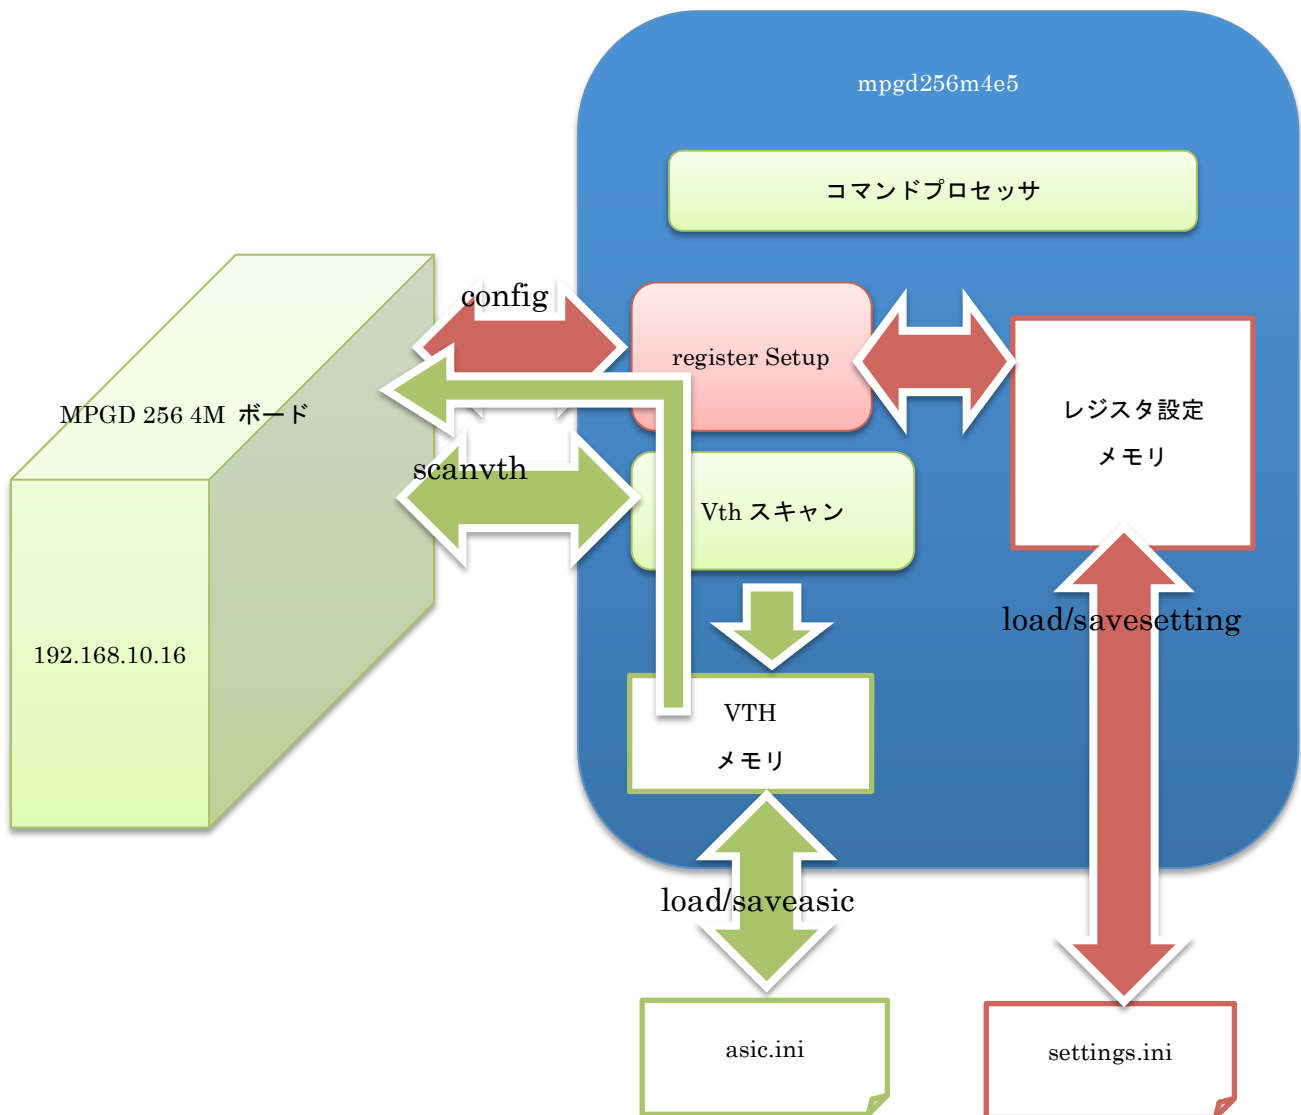 mpgd256m4e5
コマンドプロセッサ
config
register Setup
MPGD 256 4M ボード
レジスタ設定
メモリ
scanvth
Vth スキャン
load/savesetting
192.168.10.16
VTH
メモリ
load/saveasic
asic.ini
settings.ini